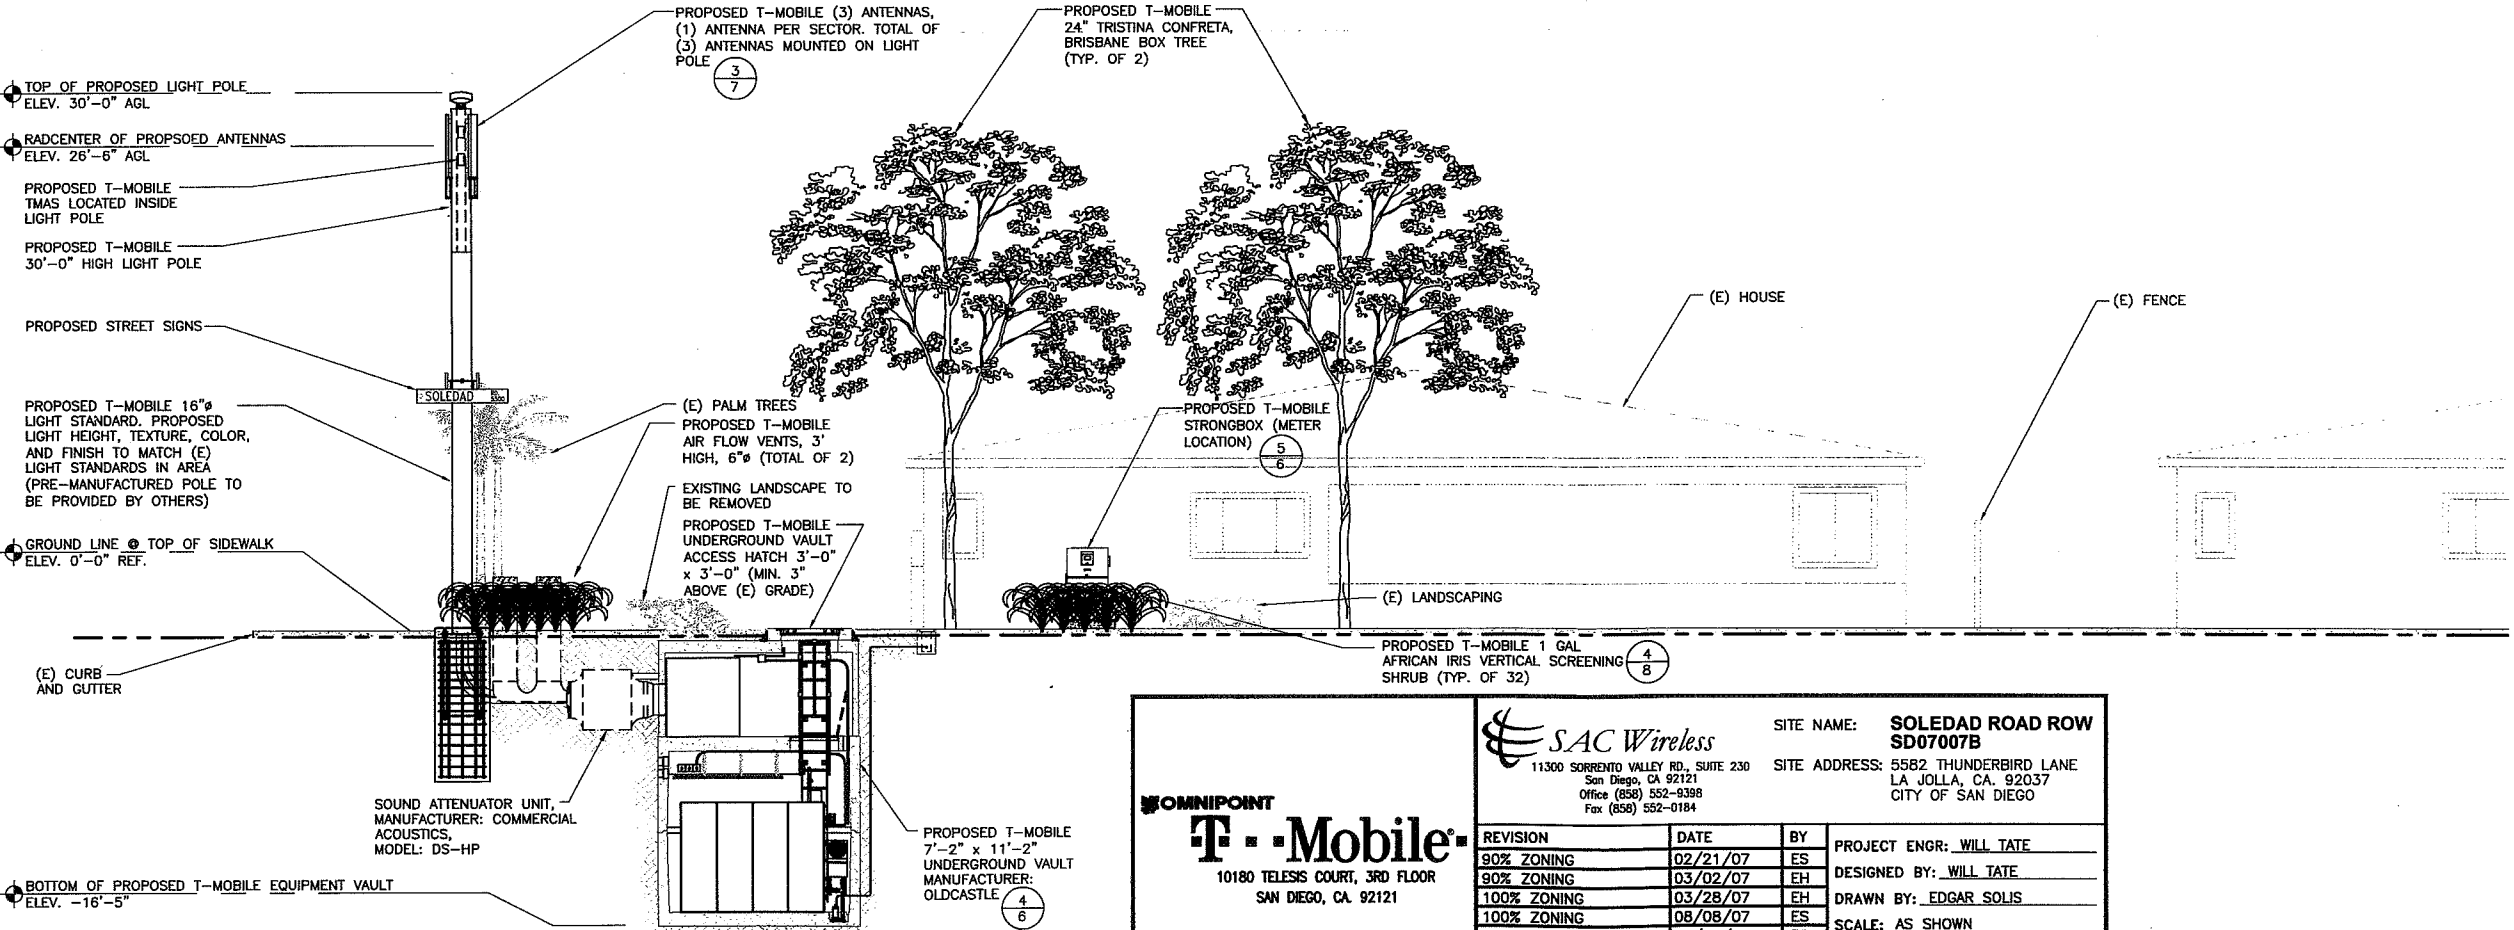 PROPOSED T-MOBILE (3) ANTENNAS,
(1) ANTENNA PER SECTOR. TOTAL OF
(3) ANTENNAS MOUNTED ON LIGHT
POLE
3
7
PROPOSED T-MOBILE
24" TRISTINA CONFRETA,
BRISBANE BOX TREE
(TYP. OF 2)
TOP OF PROPOSED LIGHT POLE
ELEV. 30'-0" AGL
RADCENTER OF PROPSOED ANTENNAS
ELEV. 26'-6" AGL
PROPOSED T-MOBILE
TMAS LOCATED INSIDE
LIGHT POLE
PROPOSED T-MOBILE
30'-0" HIGH LIGHT POLE
PROPOSED STREET SIGNS
SOLEDAD
PROPOSED T-MOBILE 16"ø
LIGHT STANDARD. PROPOSED
LIGHT HEIGHT, TEXTURE, COLOR,
AND FINISH TO MATCH (E)
LIGHT STANDARDS IN AREA
(PRE-MANUFACTURED POLE TO
BE PROVIDED BY OTHERS)
GROUND LINE @ TOP OF SIDEWALK
ELEV. 0'-0" REF.
(E) CURB
AND GUTTER
(E) PALM TREES
PROPOSED T-MOBILE
AIR FLOW VENTS, 3'
HIGH, 6"ø (TOTAL OF 2)
EXISTING LANDSCAPE TO
BE REMOVED
PROPOSED T-MOBILE
UNDERGROUND VAULT
ACCESS HATCH 3'-0"
x 3'-0" (MIN. 3"
ABOVE (E) GRADE)
PROPOSED T-MOBILE
STRONGBOX (METER
LOCATION)
5
6
(E) HOUSE
(E) FENCE
(E) LANDSCAPING
PROPOSED T-MOBILE 1 GAL
AFRICAN IRIS VERTICAL SCREENING
SHRUB (TYP. OF 32)
4
8
SOUND ATTENUATOR UNIT,
MANUFACTURER: COMMERCIAL
ACOUSTICS,
MODEL: DS-HP
PROPOSED T-MOBILE
7'-2" x 11'-2"
UNDERGROUND VAULT
MANUFACTURER:
OLDCASTLE
4
6
BOTTOM OF PROPOSED T-MOBILE EQUIPMENT VAULT
ELEV. -16'-5"
OMNIPOINT
T-Mobile
10180 TELESIS COURT, 3RD FLOOR
SAN DIEGO, CA. 92121
SAC Wireless
11300 SORRENTO VALLEY RD., SUITE 230
San Diego, CA 92121
Office (858) 552-9398
Fax (858) 552-0184
SITE NAME: SOLEDAD ROAD ROW
SD07007B
SITE ADDRESS: 5582 THUNDERBIRD LANE
LA JOLLA, CA. 92037
CITY OF SAN DIEGO
REVISION DATE BY
90% ZONING 02/21/07 ES
90% ZONING 03/02/07 EH
100% ZONING 03/28/07 EH
100% ZONING 08/08/07 ES
PROJECT ENGR: WILL TATE
DESIGNED BY: WILL TATE
DRAWN BY: EDGAR SOLIS
SCALE: AS SHOWN